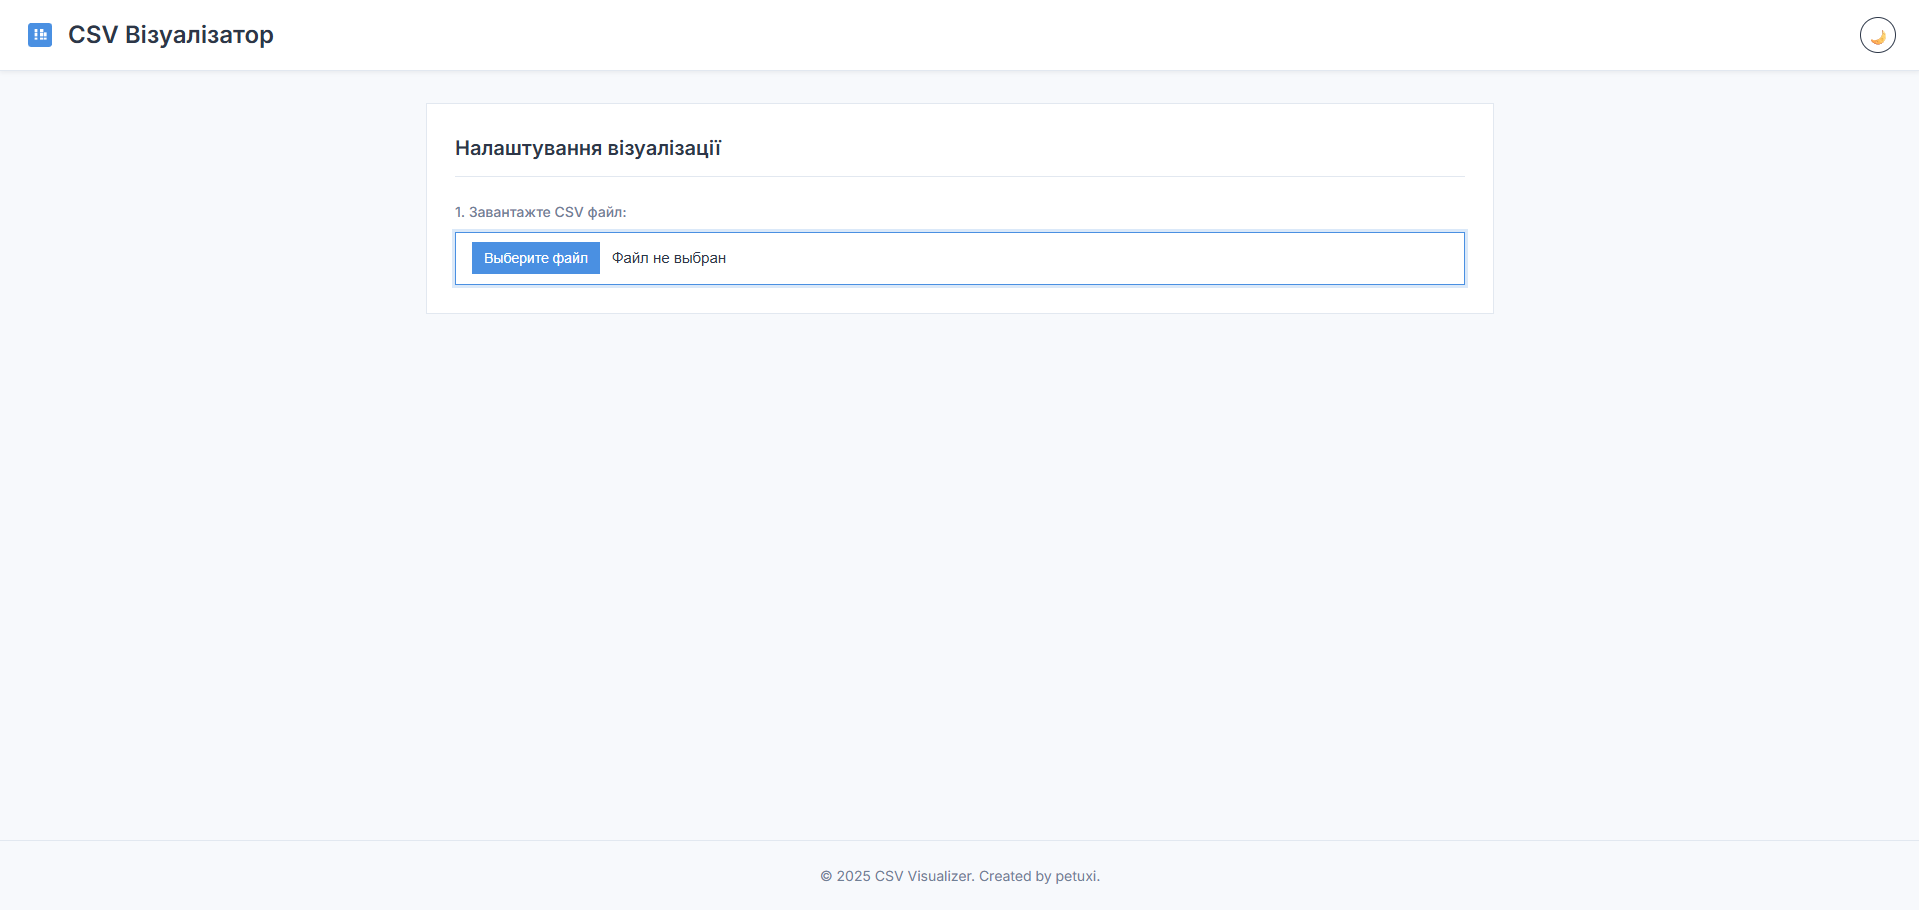 CSV Візуалізатор
Налаштування візуалізації
1. Завантажте CSV файл:
Выберите файл Файл не выбран
© 2025 CSV Visualizer. Created by petuxi.